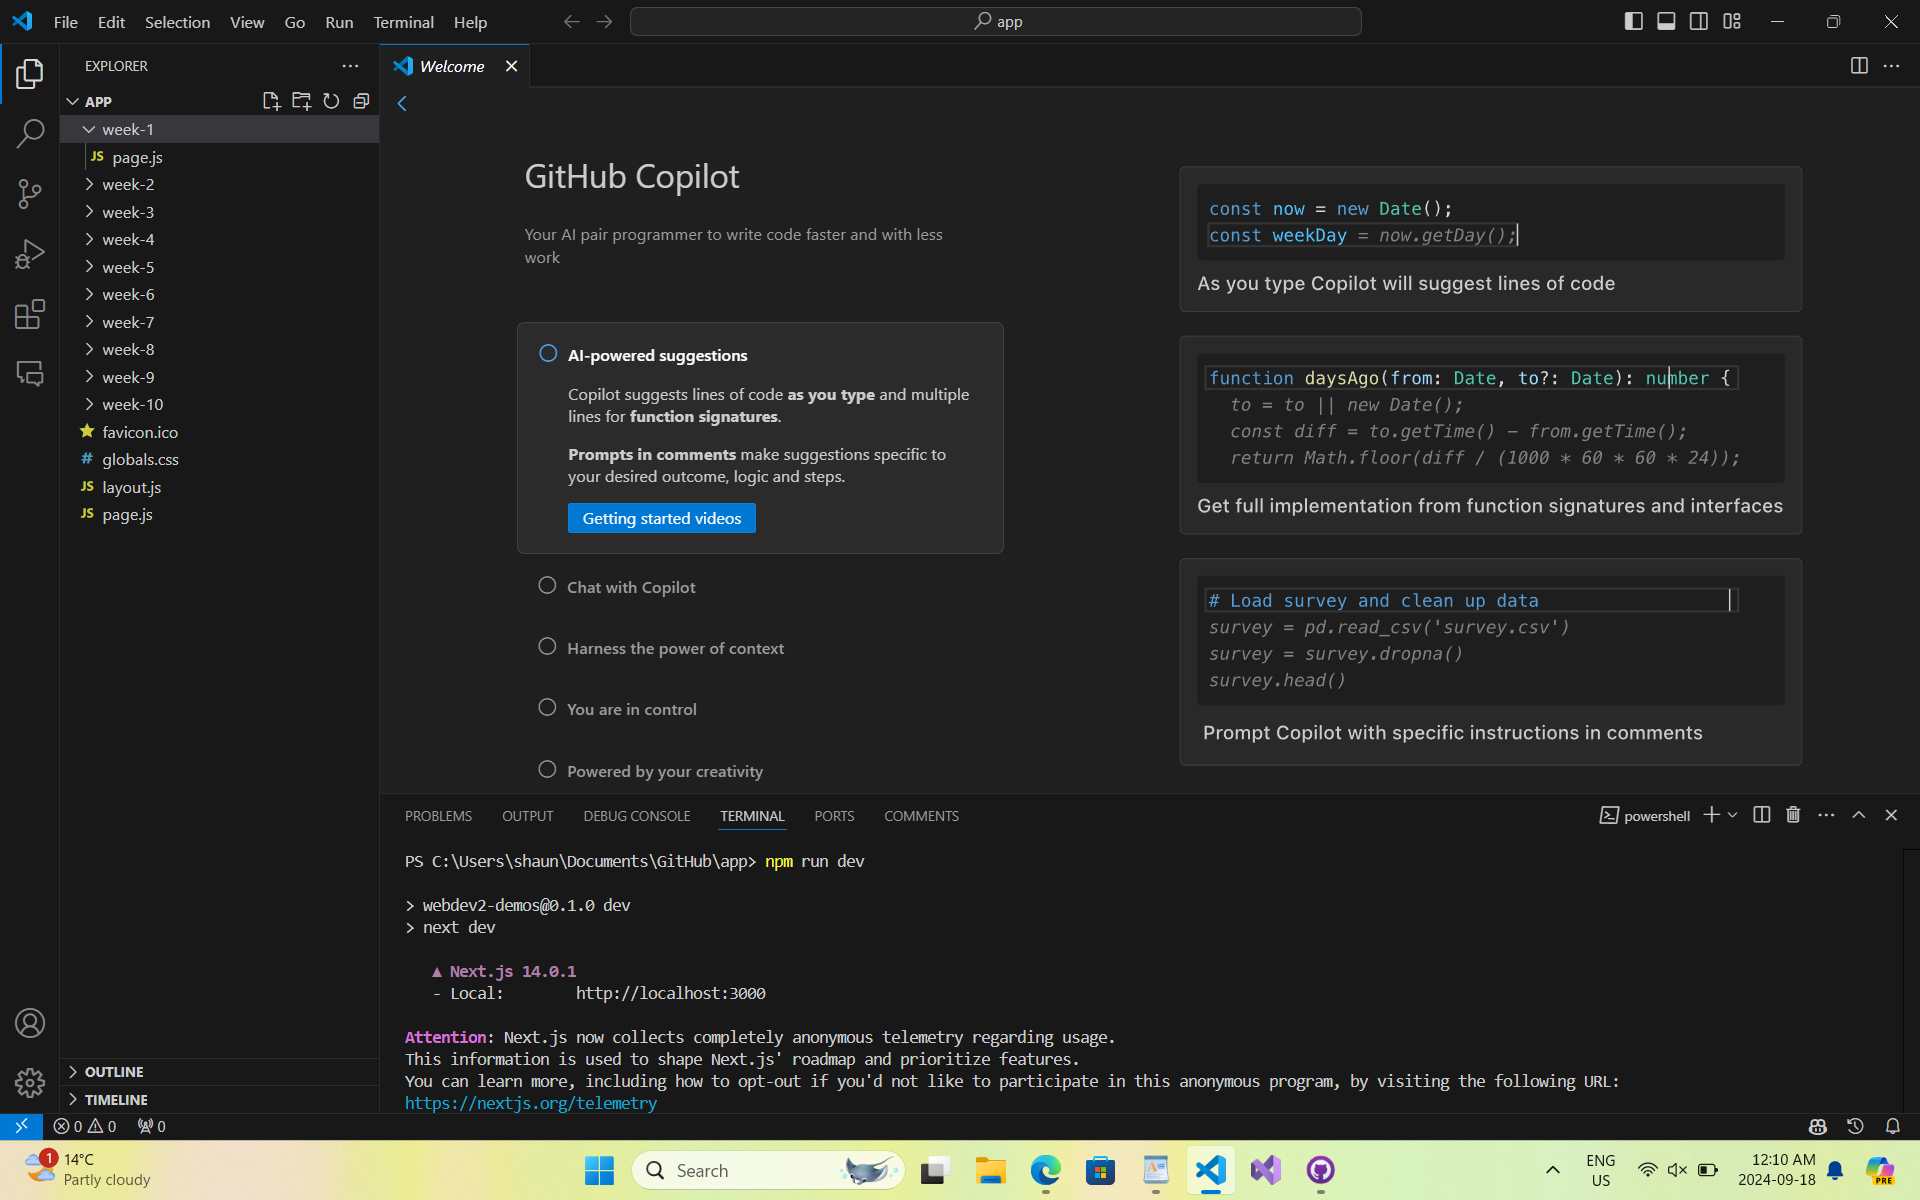 File Edit Selection View Go Run Terminal Help
app
EXPLORER
Welcome
APP
week-1
JS page.js
week-2
week-3
week-4
week-5
week-6
week-7
week-8
week-9
week-10
favicon.ico
# globals.css
JS layout.js
JS page.js
OUTLINE
TIMELINE
GitHub Copilot
Your AI pair programmer to write code faster and with less
work
AI-powered suggestions
Copilot suggests lines of code as you type and multiple
lines for function signatures.
Prompts in comments make suggestions specific to
your desired outcome, logic and steps.
Getting started videos
Chat with Copilot
Harness the power of context
You are in control
Powered by your creativity
const now = new Date();
const weekDay = now.getDay();
As you type Copilot will suggest lines of code
function daysAgo(from: Date, to?: Date): number {
to = to || new Date();
const diff = to.getTime() − from.getTime();
return Math.floor(diff / (1000 * 60 * 60 * 24));
Get full implementation from function signatures and interfaces
# Load survey and clean up data
survey = pd.read_csv('survey.csv')
survey = survey.dropna()
survey.head()
Prompt Copilot with specific instructions in comments
PROBLEMS OUTPUT DEBUG CONSOLE TERMINAL PORTS COMMENTS
powershell
PS C:\Users\shaun\Documents\GitHub\app> npm run dev
> webdev2-demos@0.1.0 dev
> next dev
▲ Next.js 14.0.1
- Local: http://localhost:3000
Attention: Next.js now collects completely anonymous telemetry regarding usage.
This information is used to shape Next.js' roadmap and prioritize features.
You can learn more, including how to opt-out if you'd not like to participate in this anonymous program, by visiting the following URL:
https://nextjs.org/telemetry
0 0 0
1
14°C
Partly cloudy
Search
ENG
US
12:10 AM
2024-09-18
PRE